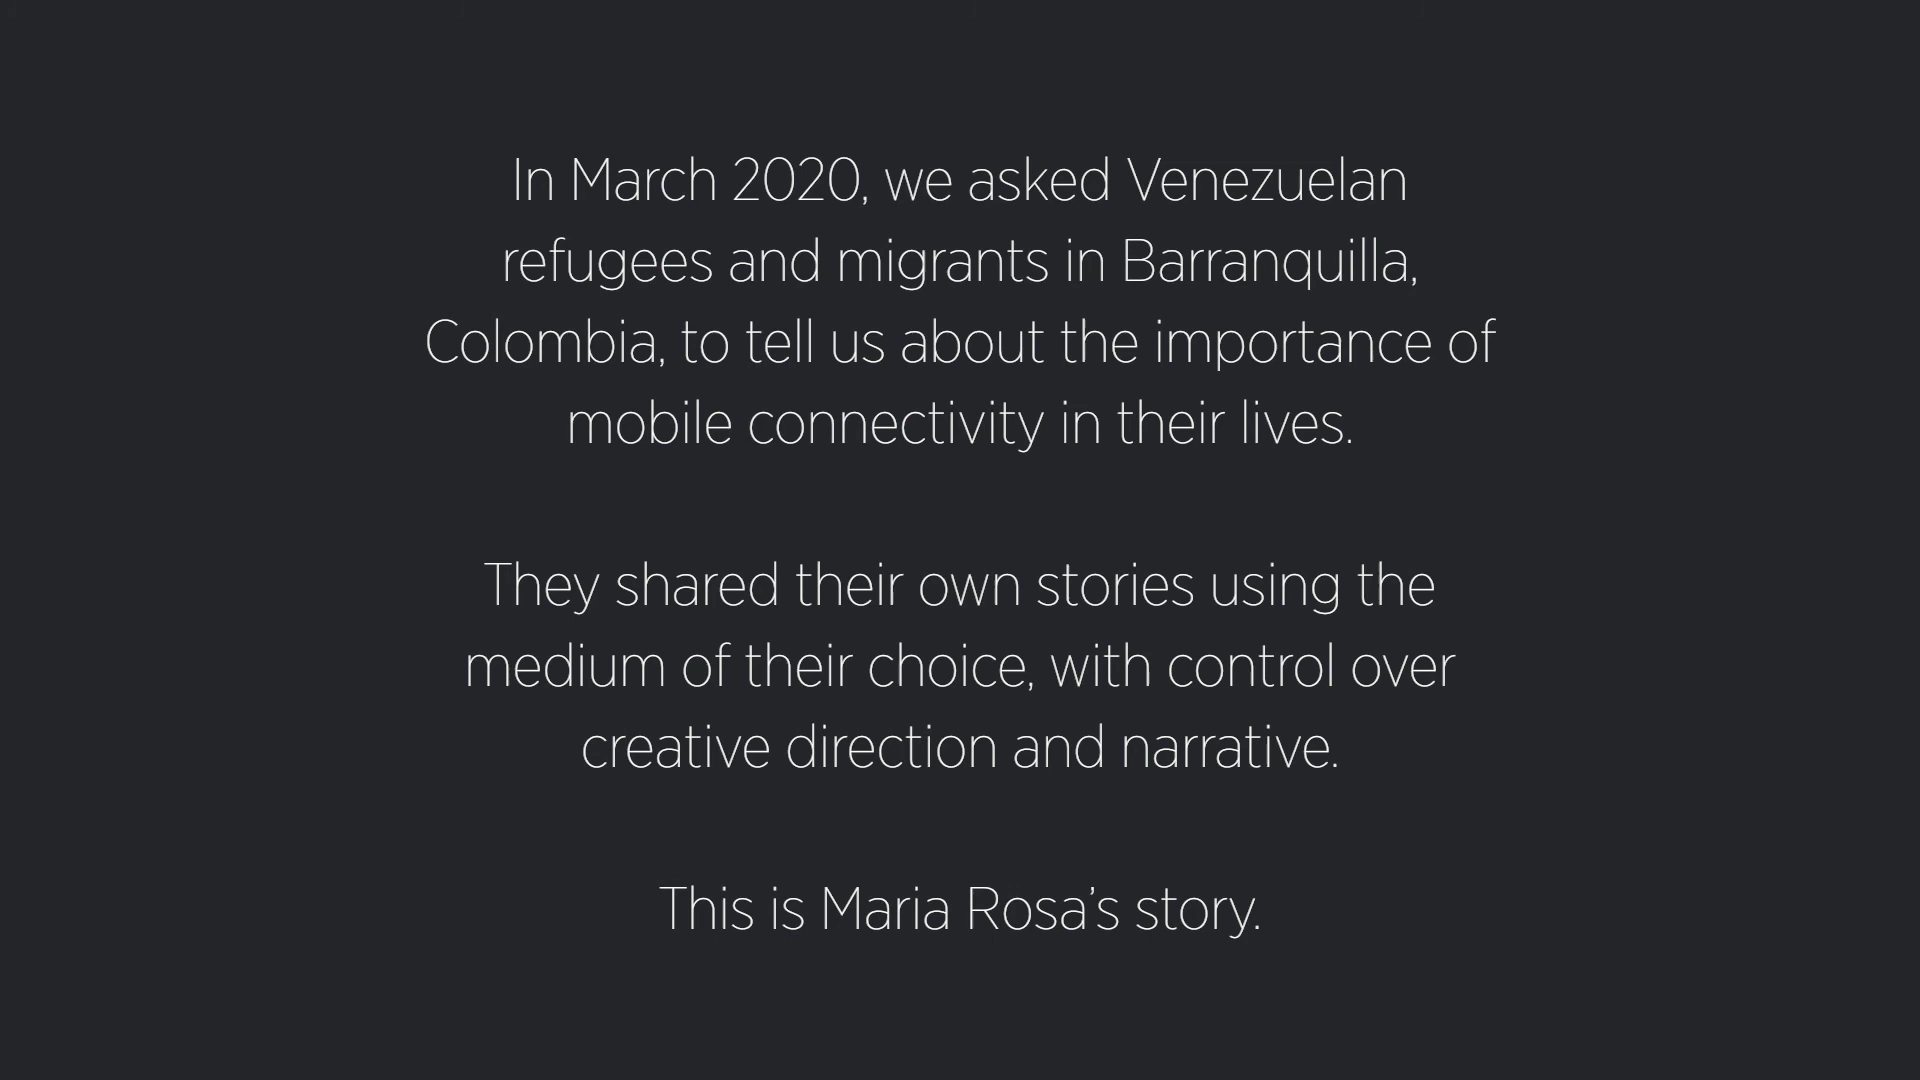 In March 2020, we asked Venezuelan
refugees and migrants in Barranquilla,
Colombia, to tell us about the importance of
mobile connectivity in their lives.
They shared their own stories using the
medium of their choice, with control over
creative direction and narrative.
This is Maria Rosa’s story.